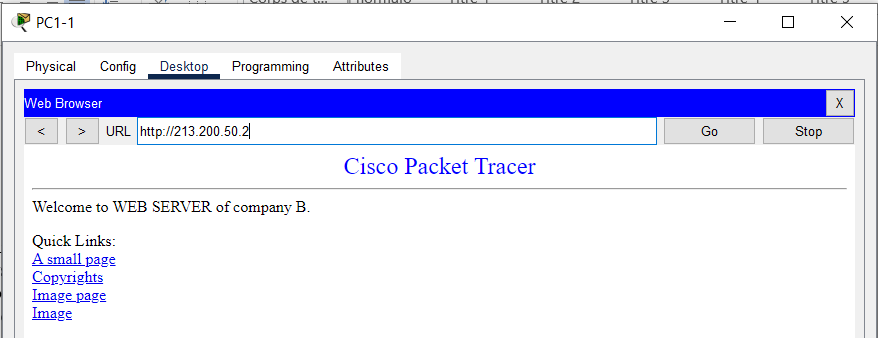 PC1-1
Physical Config Desktop Programming Attributes
Web Browser X
< > URL http://213.200.50.2 Go Stop
Cisco Packet Tracer
Welcome to WEB SERVER of company B.
Quick Links:
A small page
Copyrights
Image page
Image